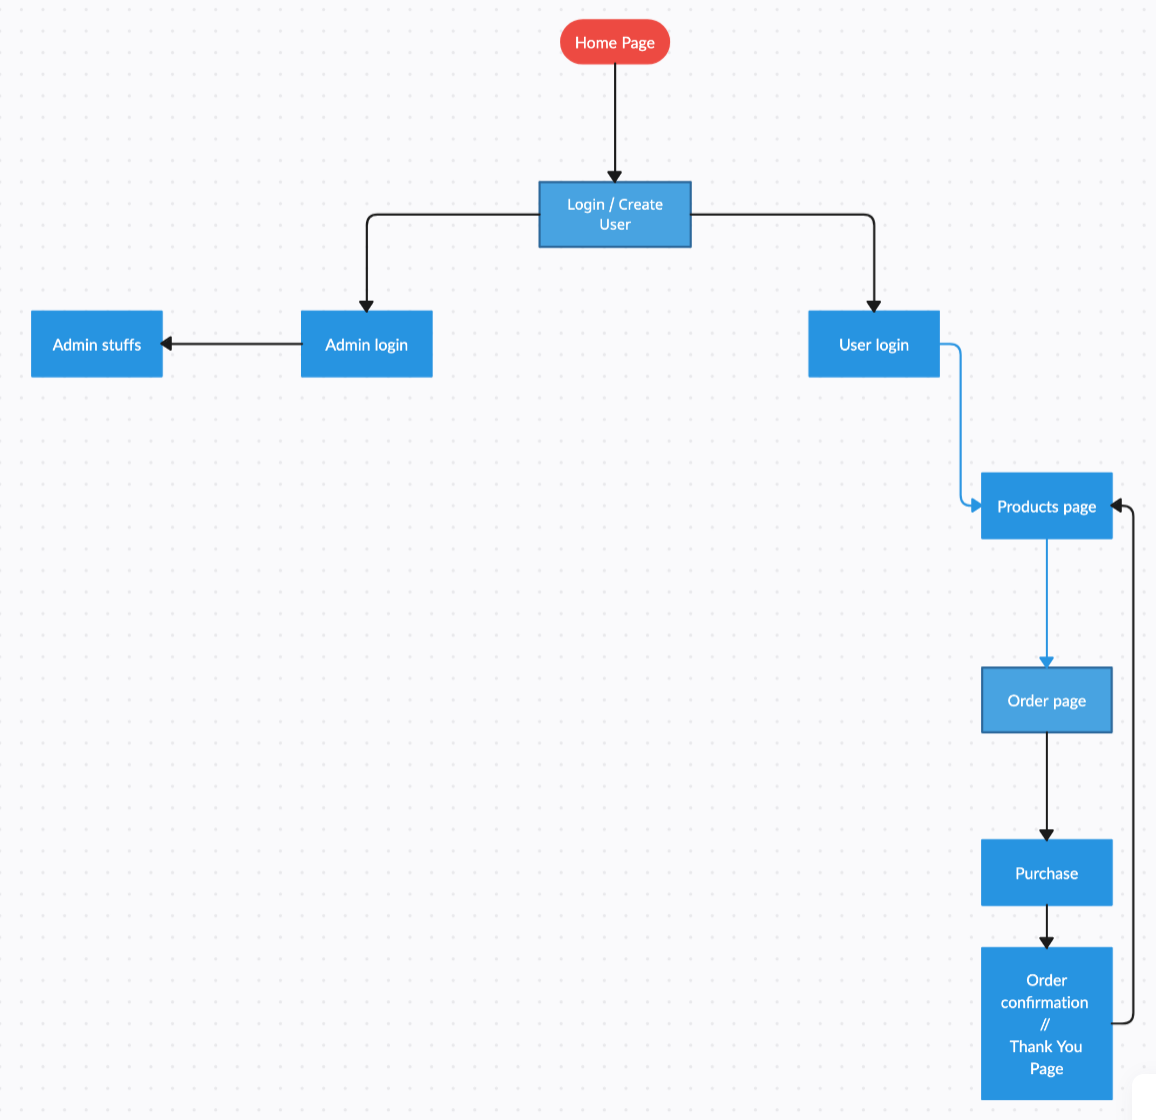 Home Page
Login / Create
User
Admin stuffs
Admin login
User login
Products page
Order page
Purchase
Order
confirmation
//
Thank You
Page